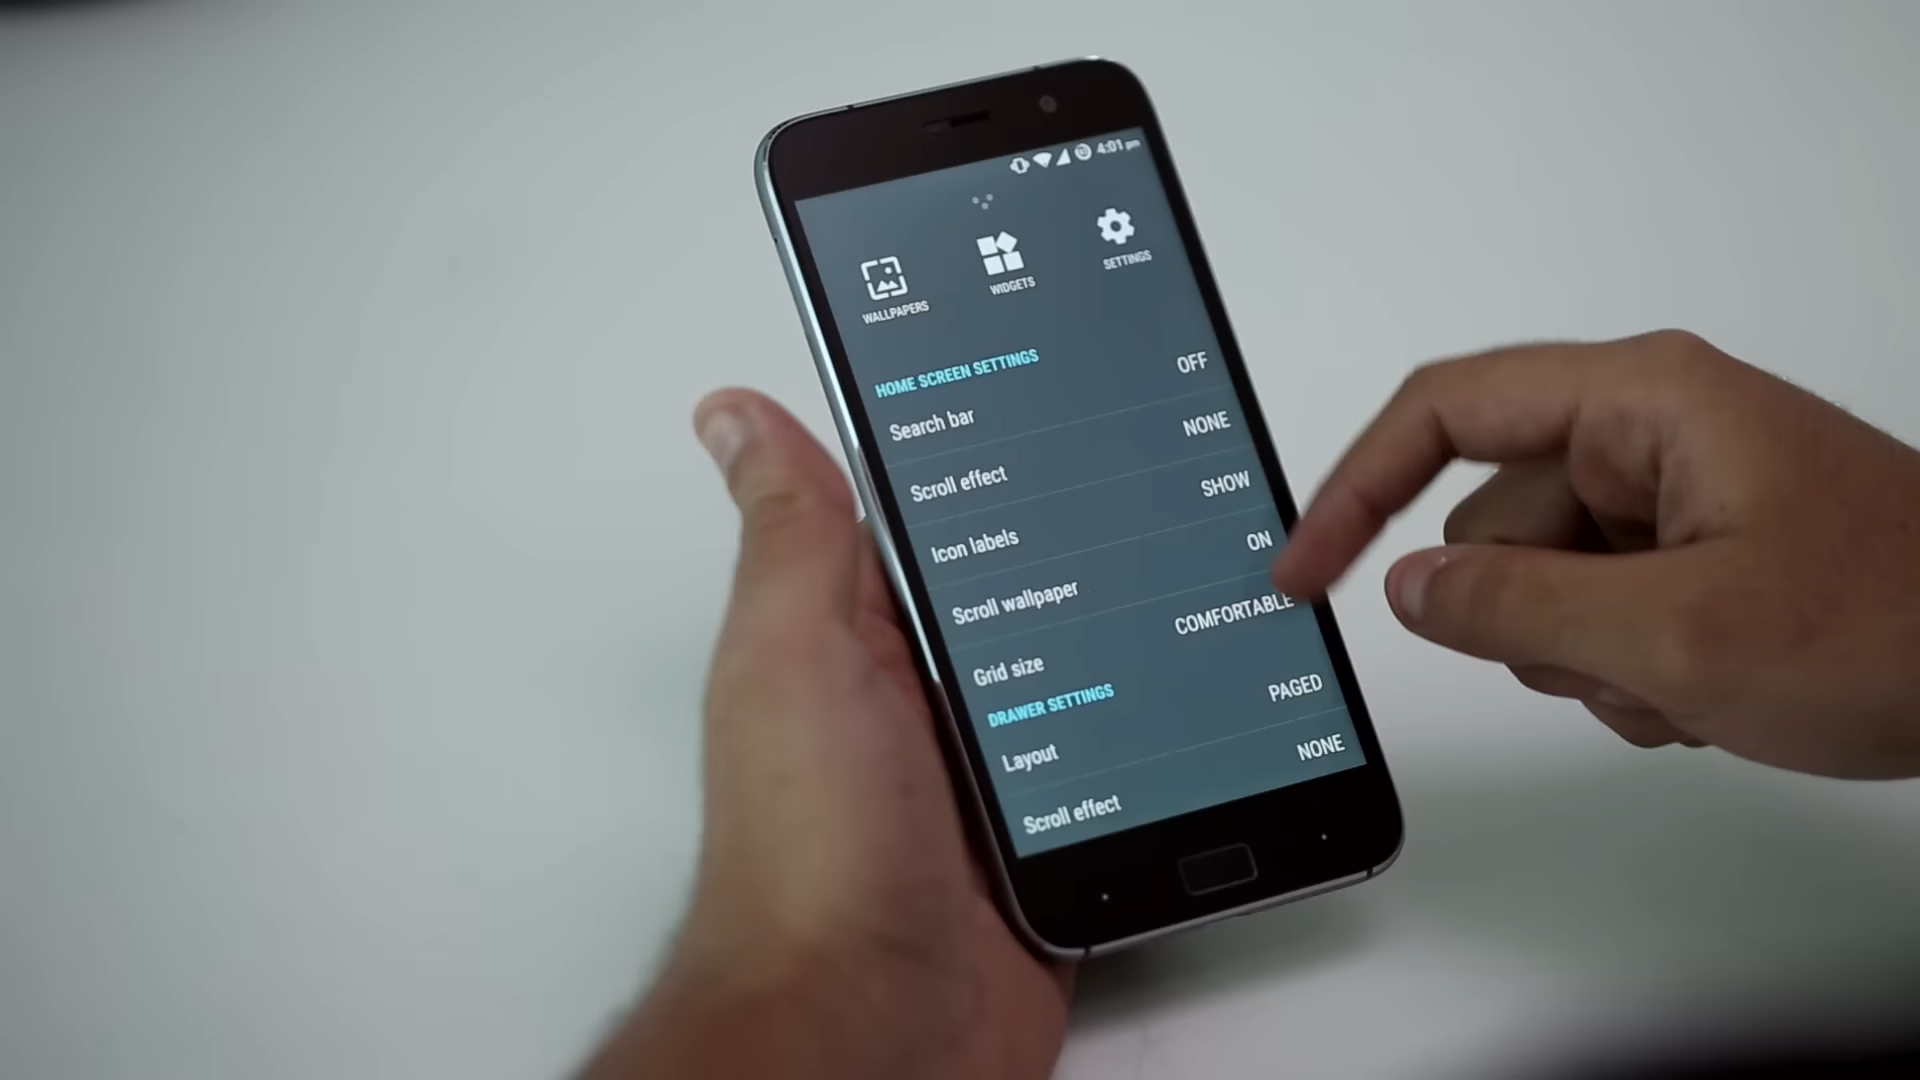 4:01 pm
WALLPAPERS
WIDGETS
SETTINGS
HOME SCREEN SETTINGS
Search bar OFF
Scroll effect NONE
Icon labels SHOW
Scroll wallpaper ON
Grid size COMFORTABLE
DRAWER SETTINGS
Layout PAGED
Scroll effect NONE